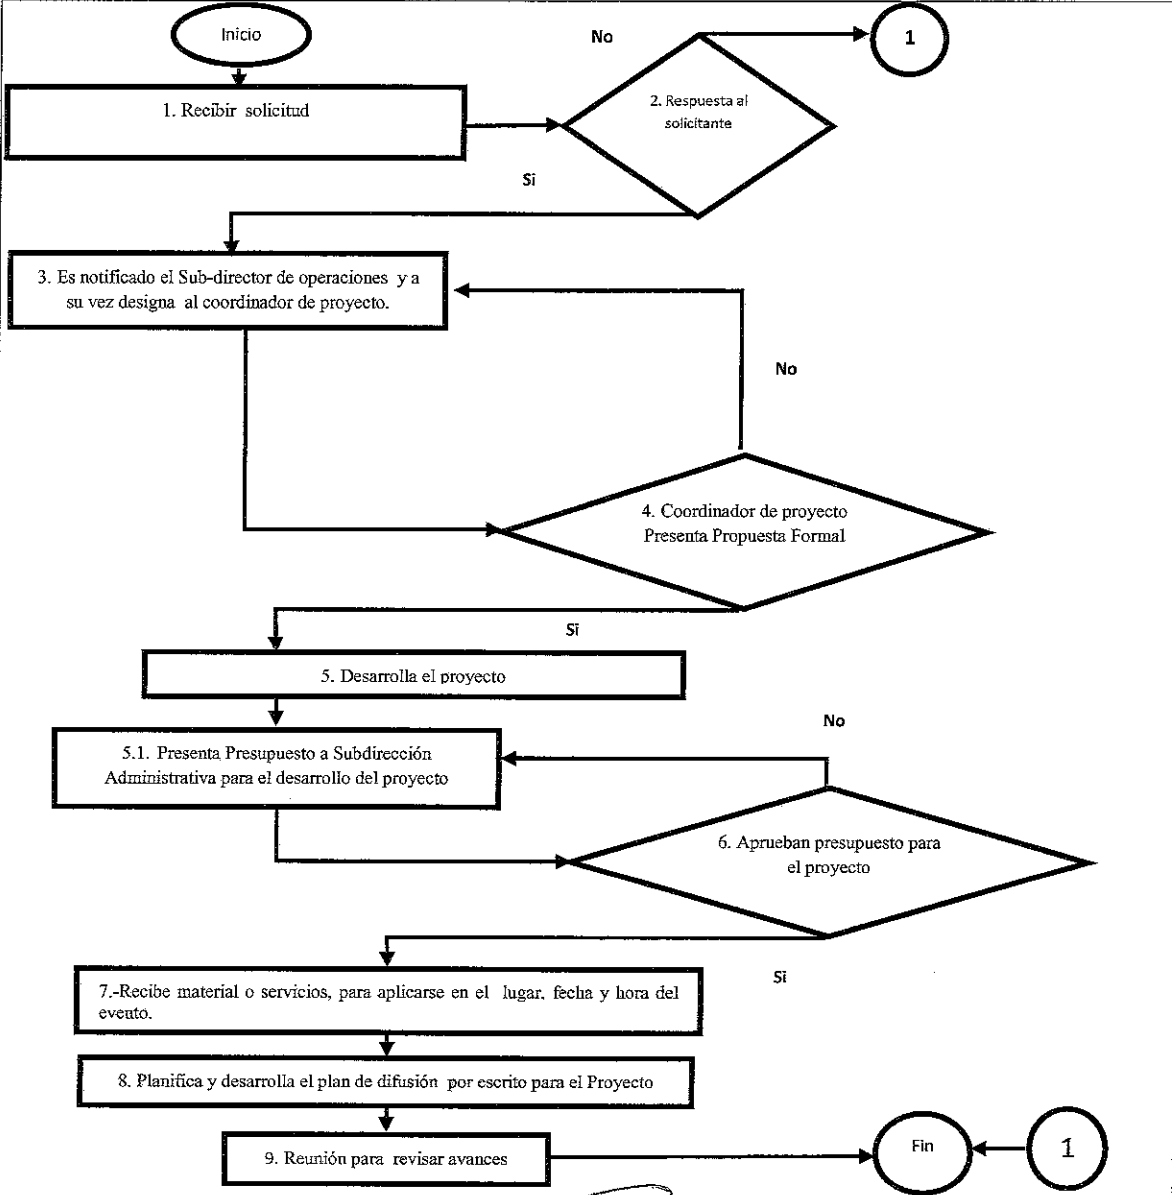 Inicio
No
1
1. Recibir solicitud
2. Respuesta al
solicitante
Si
3. Es notificado el Sub-director de operaciones y a
su vez designa al coordinador de proyecto.
No
4. Coordinador de proyecto
Presenta Propuesta Formal
Si
5. Desarrolla el proyecto
No
5.1. Presenta Presupuesto a Subdirección
Administrativa para el desarrollo del proyecto
6. Aprueban presupuesto para
el proyecto
Si
7.-Recibe material o servicios, para aplicarse en el lugar, fecha y hora del
evento.
8. Planifica y desarrolla el plan de difusión por escrito para el Proyecto
9. Reunión para revisar avances
Fin
1